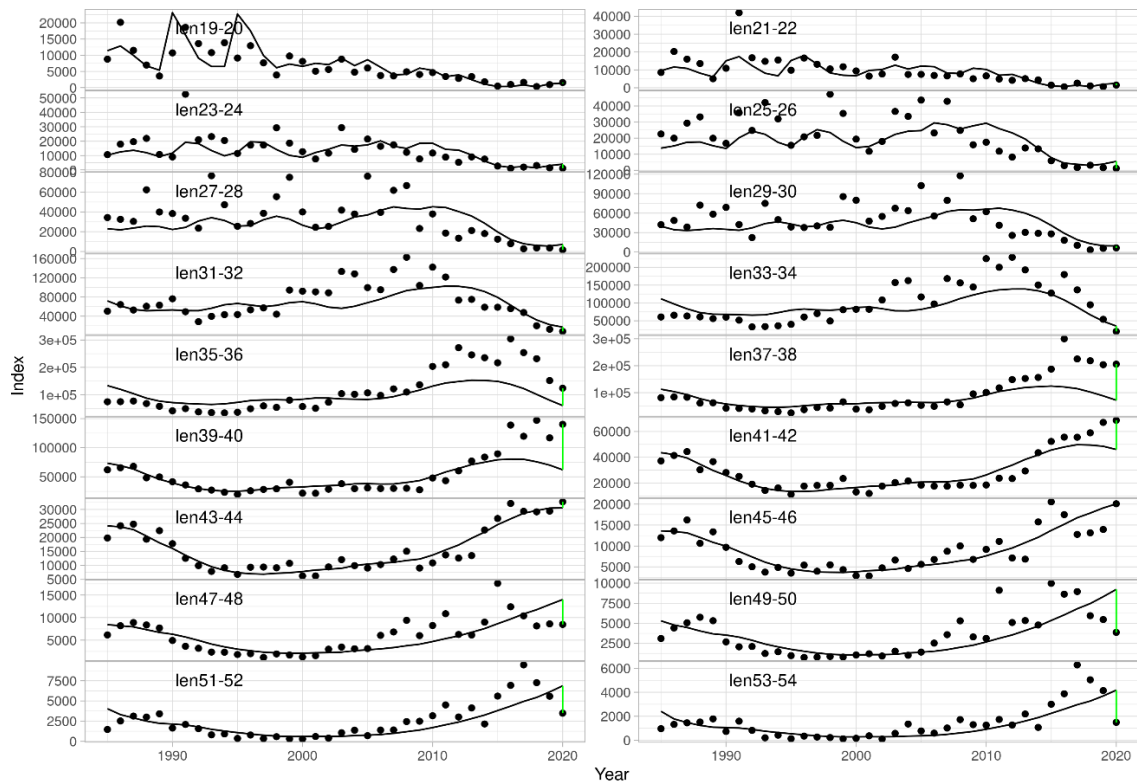 len19-20
20000
15000
10000
5000
0
len21-22
40000
30000
20000
10000
0
len23-24
50000
40000
30000
20000
10000
0
len25-26
40000
30000
20000
10000
0
len27-28
80000
60000
40000
20000
0
len29-30
120000
90000
60000
30000
0
len31-32
160000
120000
80000
40000
len33-34
200000
150000
100000
50000
len35-36
3e+05
2e+05
1e+05
len37-38
3e+05
2e+05
1e+05
len39-40
150000
100000
50000
len41-42
60000
40000
20000
len43-44
30000
25000
20000
15000
10000
5000
len45-46
20000
15000
10000
5000
len47-48
15000
10000
5000
len49-50
10000
7500
5000
2500
len51-52
7500
5000
2500
0
len53-54
6000
4000
2000
0
1990 2000 2010 2020
1990 2000 2010 2020
Index
Year